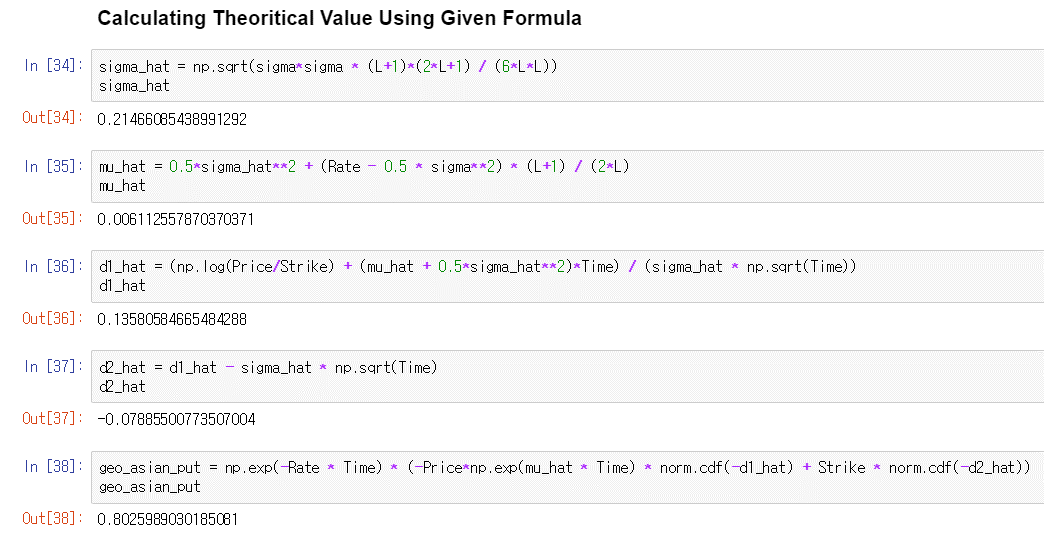 Calculating Theoritical Value Using Given Formula
In [34]: sigma_hat = np.sqrt(sigma*sigma * (L+1)*(2*L+1) / (6*L*L))
sigma_hat
Out[34]: 0.21466085438991292
In [35]: mu_hat = 0.5*sigma_hat**2 + (Rate - 0.5 * sigma**2) * (L+1) / (2*L)
mu_hat
Out[35]: 0.006112557870370371
In [36]: d1_hat = (np.log(Price/Strike) + (mu_hat + 0.5*sigma_hat**2)*Time) / (sigma_hat * np.sqrt(Time))
d1_hat
Out[36]: 0.13580584665484288
In [37]: d2_hat = d1_hat - sigma_hat * np.sqrt(Time)
d2_hat
Out[37]: -0.07885500773507004
In [38]: geo_asian_put = np.exp(-Rate * Time) * (-Price*np.exp(mu_hat * Time) * norm.cdf(-d1_hat) + Strike * norm.cdf(-d2_hat))
geo_asian_put
Out[38]: 0.8025989030185081